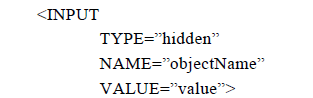 <INPUT
TYPE=”hidden”
NAME=”objectName”
VALUE=”value”>